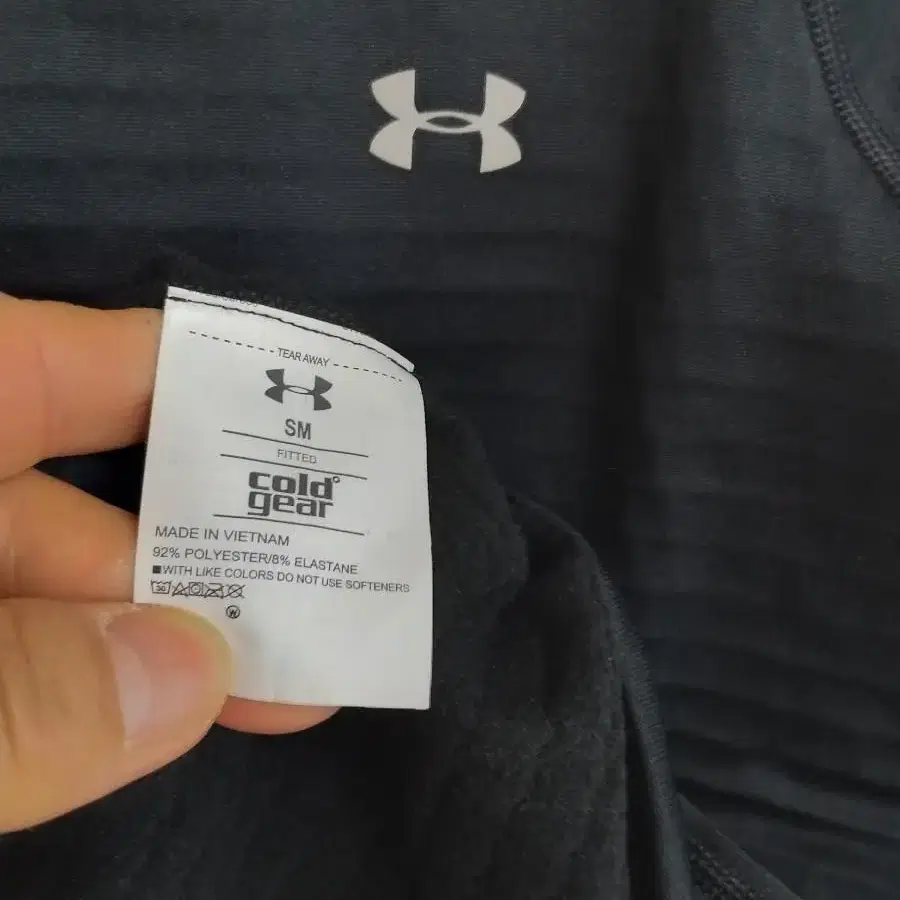 TEAR AWAY
SM
FITTED
cold
gear
MADE IN VIETNAM
92% POLYESTER/8% ELASTANE
WITH LIKE COLORS DO NOT USE SOFTENERS
30
W